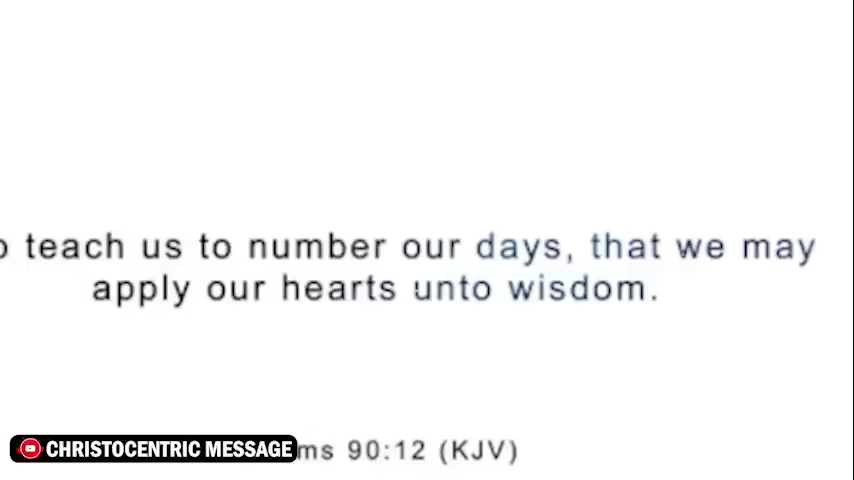 o teach us to number our days, that we may
apply our hearts unto wisdom.
CHRISTOCENTRIC MESSAGE
ms 90:12 (KJV)